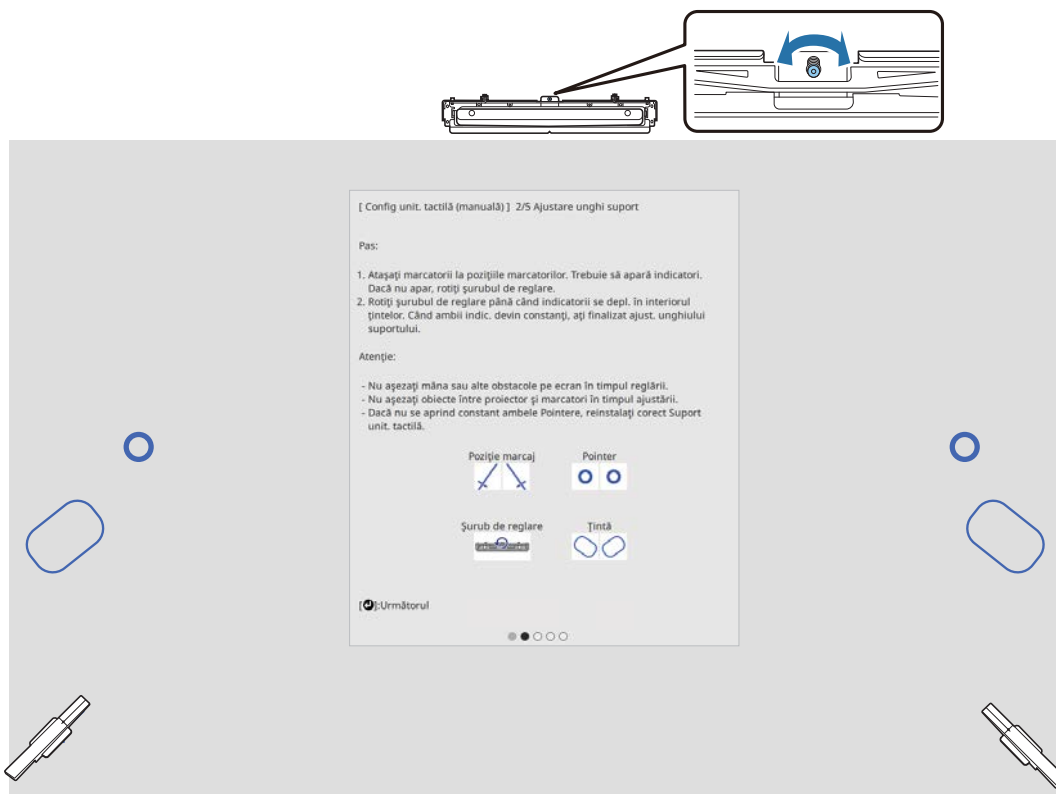 [ Config unit. tactilă (manuală) ] 2/5 Ajustare unghi suport
Pas:
1. Ataşaţi marcatorii la poziţiile marcatorilor. Trebuie să apară indicatori.
Dacă nu apar, rotiţi şurubul de reglare.
2. Rotiţi şurubul de reglare până când indicatorii se depl. în interiorul
ţintelor. Când ambii indic. devin constanţi, aţi finalizat ajust. unghiului
suportului.
Atenţie:
- Nu aşezaţi mâna sau alte obstacole pe ecran în timpul reglării.
- Nu aşezaţi obiecte între proiector şi marcatori în timpul ajustării.
- Dacă nu se aprind constant ambele Pointere, reinstalaţi corect Suport
unit. tactilă.
Poziţie marcaj Pointer
Şurub de reglare Ţintă
[↵]:Următorul